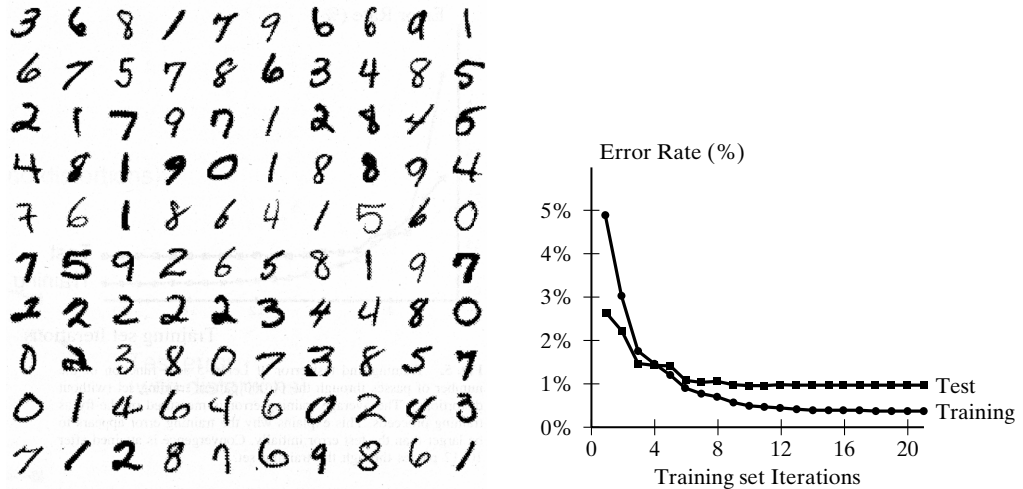 3 6 8 1 7 9 6 6 9 1
6 7 5 7 8 6 3 4 8 5
2 1 7 9 7 1 2 8 4 5
4 8 1 9 0 1 8 8 9 4
7 6 1 8 6 4 1 5 6 0
7 5 9 2 6 5 8 1 9 7
2 2 2 2 2 3 4 4 8 0
0 2 3 8 0 7 3 8 5 7
0 1 4 6 4 6 0 2 4 3
7 1 2 8 7 6 9 8 6 1
Error Rate (%)
5%
4%
3%
2%
1%
0%
Test
Training
0 4 8 12 16 20
Training set Iterations